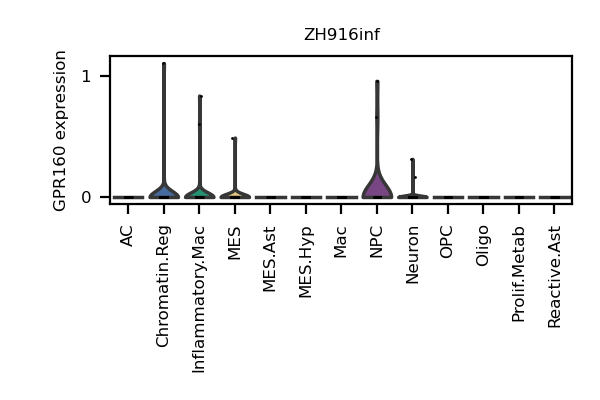 ZH916inf
GPR160 expression
1
0
AC
Chromatin.Reg
Inflammatory.Mac
MES
MES.Ast
MES.Hyp
Mac
NPC
Neuron
OPC
Oligo
Prolif.Metab
Reactive.Ast